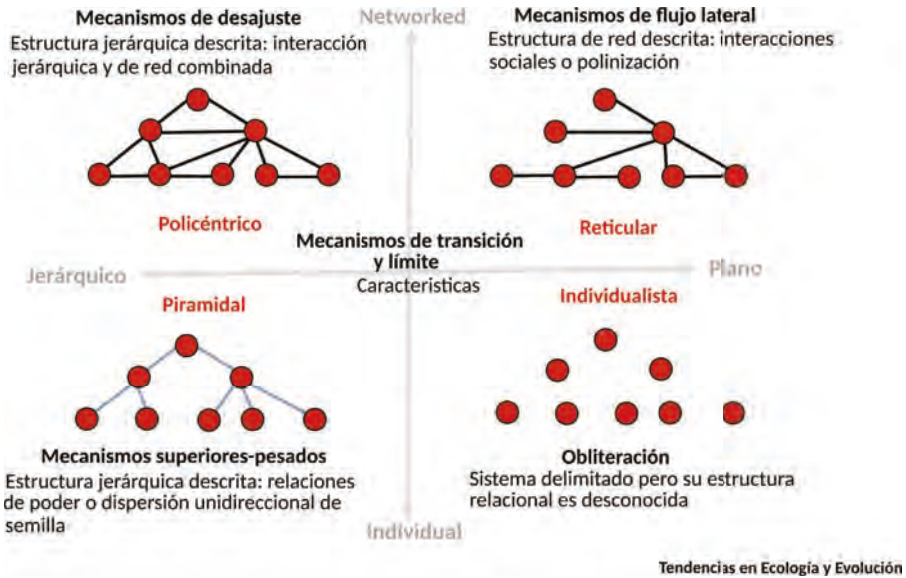 Mecanismos de desajuste
Estructura jerárquica descrita: interacción
jerárquica y de red combinada
Networked
Mecanismos de flujo lateral
Estructura de red descrita: interacciones
sociales o polinización
Policéntrico
Reticular
Mecanismos de transición
y límite
Caracteristicas
Jerárquico
Plano
Piramidal
Individualista
Mecanismos superiores-pesados
Estructura jerárquica descrita: relaciones
de poder o dispersión unidireccional de
semilla
Obliteración
Sistema delimitado pero su estructura
relacional es desconocida
Individual
Tendencias en Ecología y Evolución